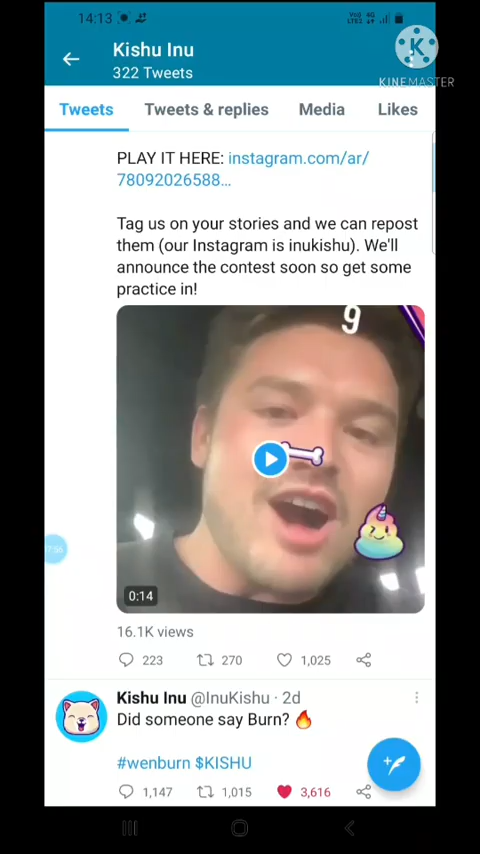 14:13
Vo)) 4G
LTE2
Kishu Inu
322 Tweets
K
KINEMASTER
Tweets
Tweets & replies
Media
Likes
PLAY IT HERE: instagram.com/ar/
78092026588…
Tag us on your stories and we can repost
them (our Instagram is inukishu). We'll
announce the contest soon so get some
practice in!
9
0:14
16.1K views
223
270
1,025
Kishu Inu @InuKishu · 2d
Did someone say Burn? 🔥
#wenburn $KISHU
1,147
1,015
3,616